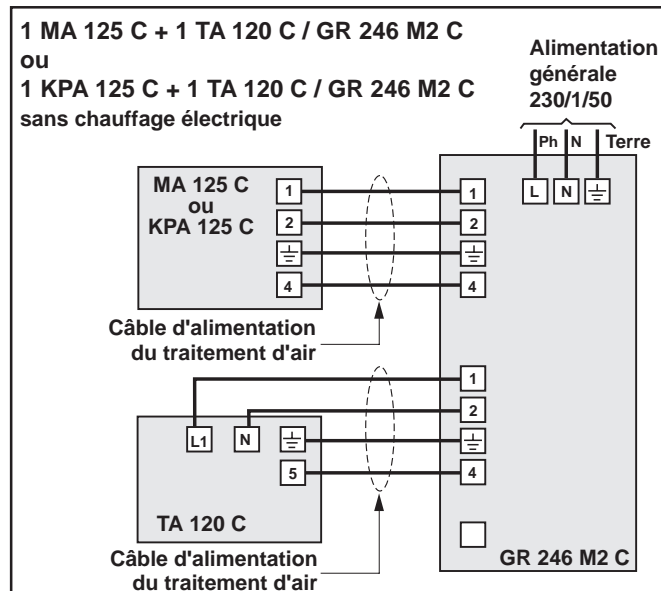 1 MA 125 C + 1 TA 120 C / GR 246 M2 C
ou
1 KPA 125 C + 1 TA 120 C / GR 246 M2 C
sans chauffage électrique
Alimentation
générale
230/1/50
Ph N Terre
L N
MA 125 C
ou
KPA 125 C
1
2
4
1
2
4
Câble d'alimentation
du traitement d'air
L1 N
5
TA 120 C
1
2
4
Câble d'alimentation
du traitement d'air
GR 246 M2 C